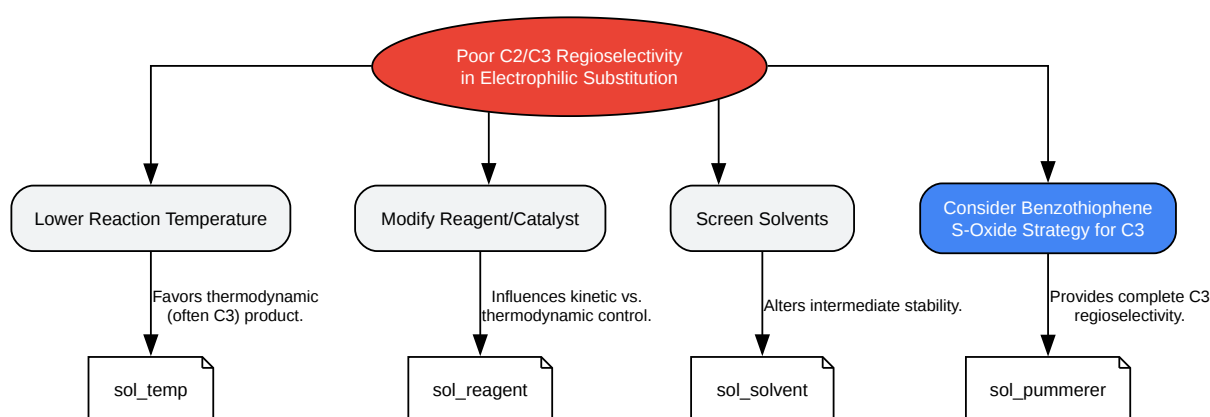 Poor C2/C3 Regioselectivity
in Electrophilic Substitution
Lower Reaction Temperature
Modify Reagent/Catalyst
Screen Solvents
Consider Benzothiophene
S-Oxide Strategy for C3
Favors thermodynamic
(often C3) product.
Influences kinetic vs.
thermodynamic control.
Alters intermediate stability.
Provides complete C3
regioselectivity.
sol_temp
sol_reagent
sol_solvent
sol_pummerer